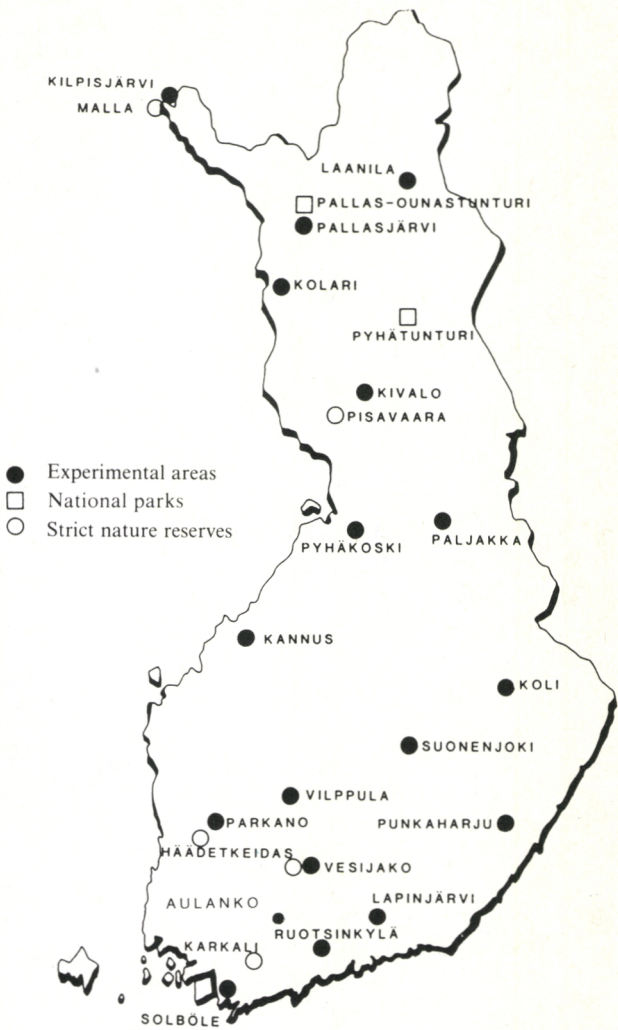 KILPISJÄRVI
MALLA
LAANILA
PALLAS-OUNASTUNTURI
PALLASJÄRVI
KOLARI
PYHÄTUNTURI
KIVALO
PISAVAARA
Experimental areas
National parks
Strict nature reserves
PYHÄKOSKI
PALJAKKA
KANNUS
KOLI
SUONENJOKI
VILPPULA
PARKANO
PUNKAHARJU
HÄÄDETKEIDAS
VESIJAKO
LAPINJÄRVI
AULANKO
RUOTSINKYLÄ
KARKALI
SOLBÖLE